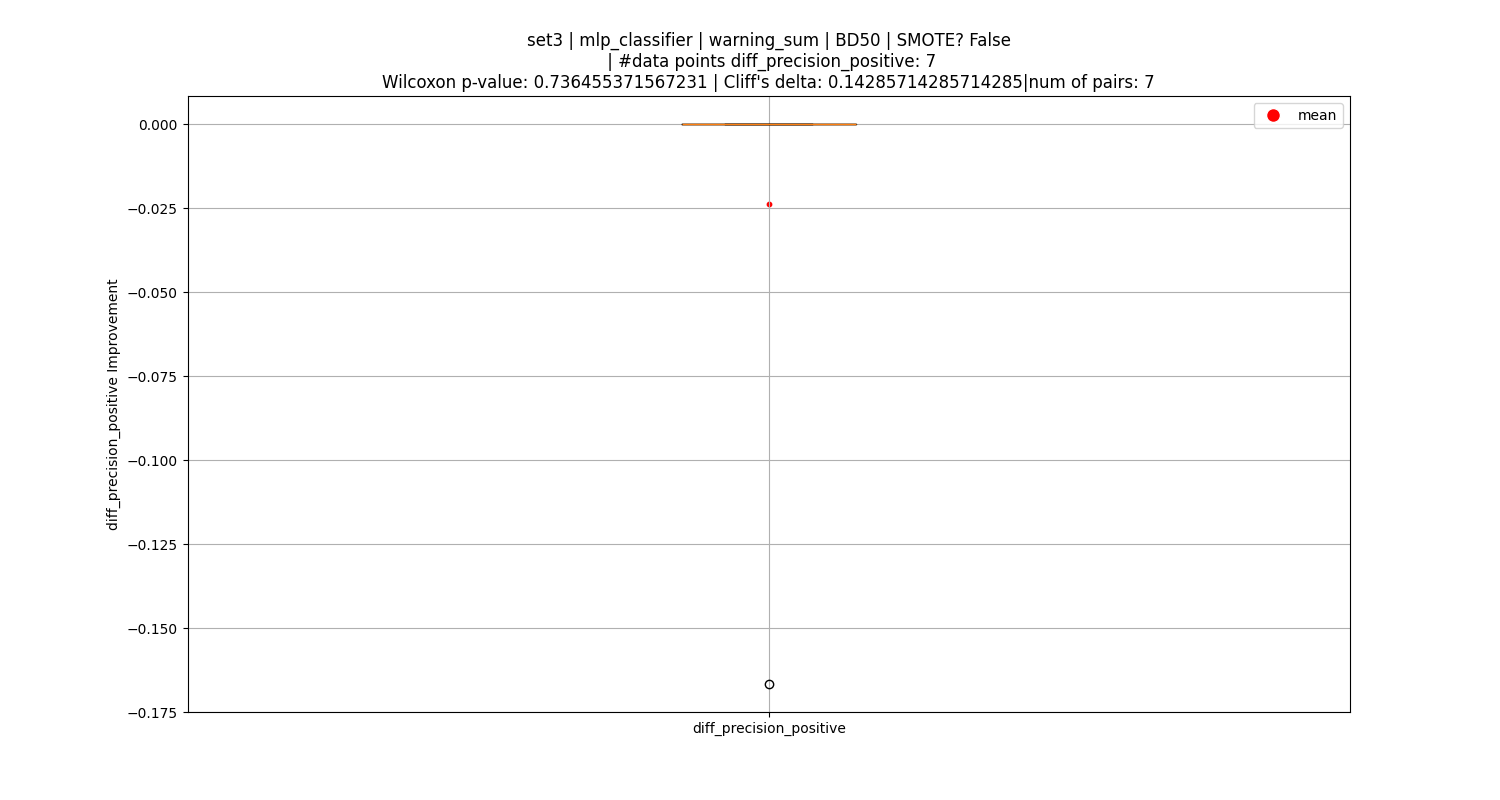 set3 | mlp_classifier | warning_sum | BD50 | SMOTE? False
| #data points diff_precision_positive: 7
Wilcoxon p-value: 0.736455371567231 | Cliff's delta: 0.14285714285714285|num of pairs: 7
mean
0.000
−0.025
−0.050
−0.075
−0.100
−0.125
−0.150
−0.175
diff_precision_positive Improvement
diff_precision_positive